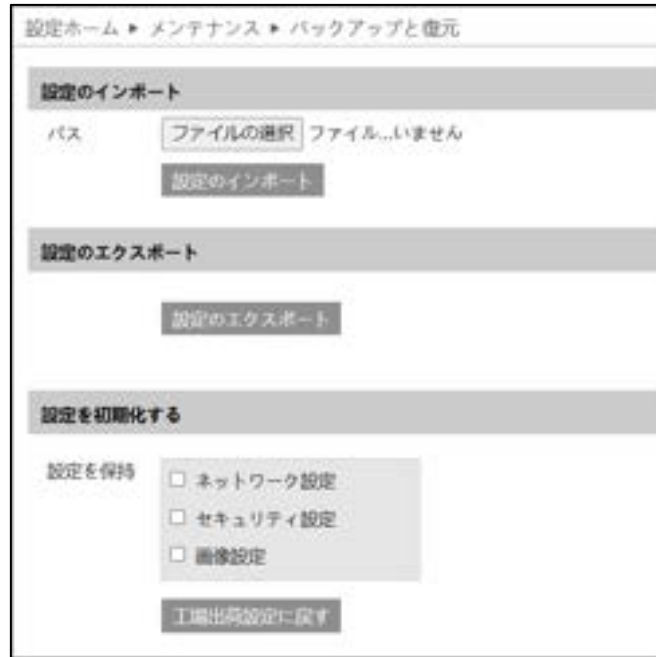 設定ホーム ▶ メンテナンス ▶ バックアップと復元
設定のインポート
パス ファイルの選択 ファイル...いません
設定のインポート
設定のエクスポート
設定のエクスポート
設定を初期化する
設定を保持
ネットワーク設定
セキュリティ設定
画像設定
工場出荷設定に戻す